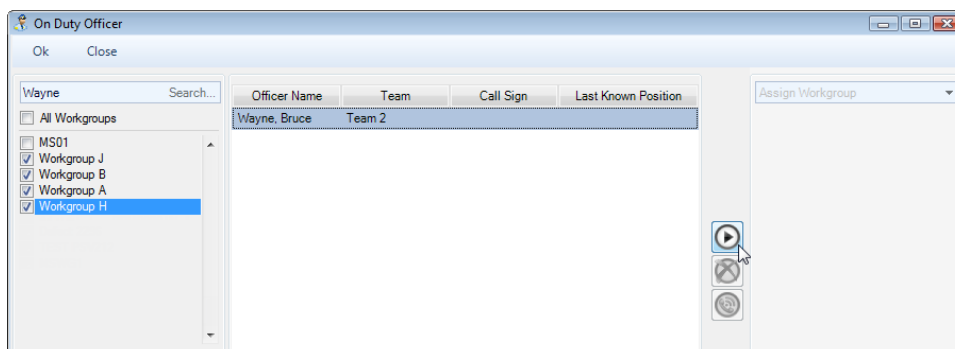 On Duty Officer
Ok Close
Wayne Search...
All Workgroups
MS01
Workgroup J
Workgroup B
Workgroup A
Workgroup H
Officer Name Team Call Sign Last Known Position
Wayne, Bruce Team 2
Assign Workgroup